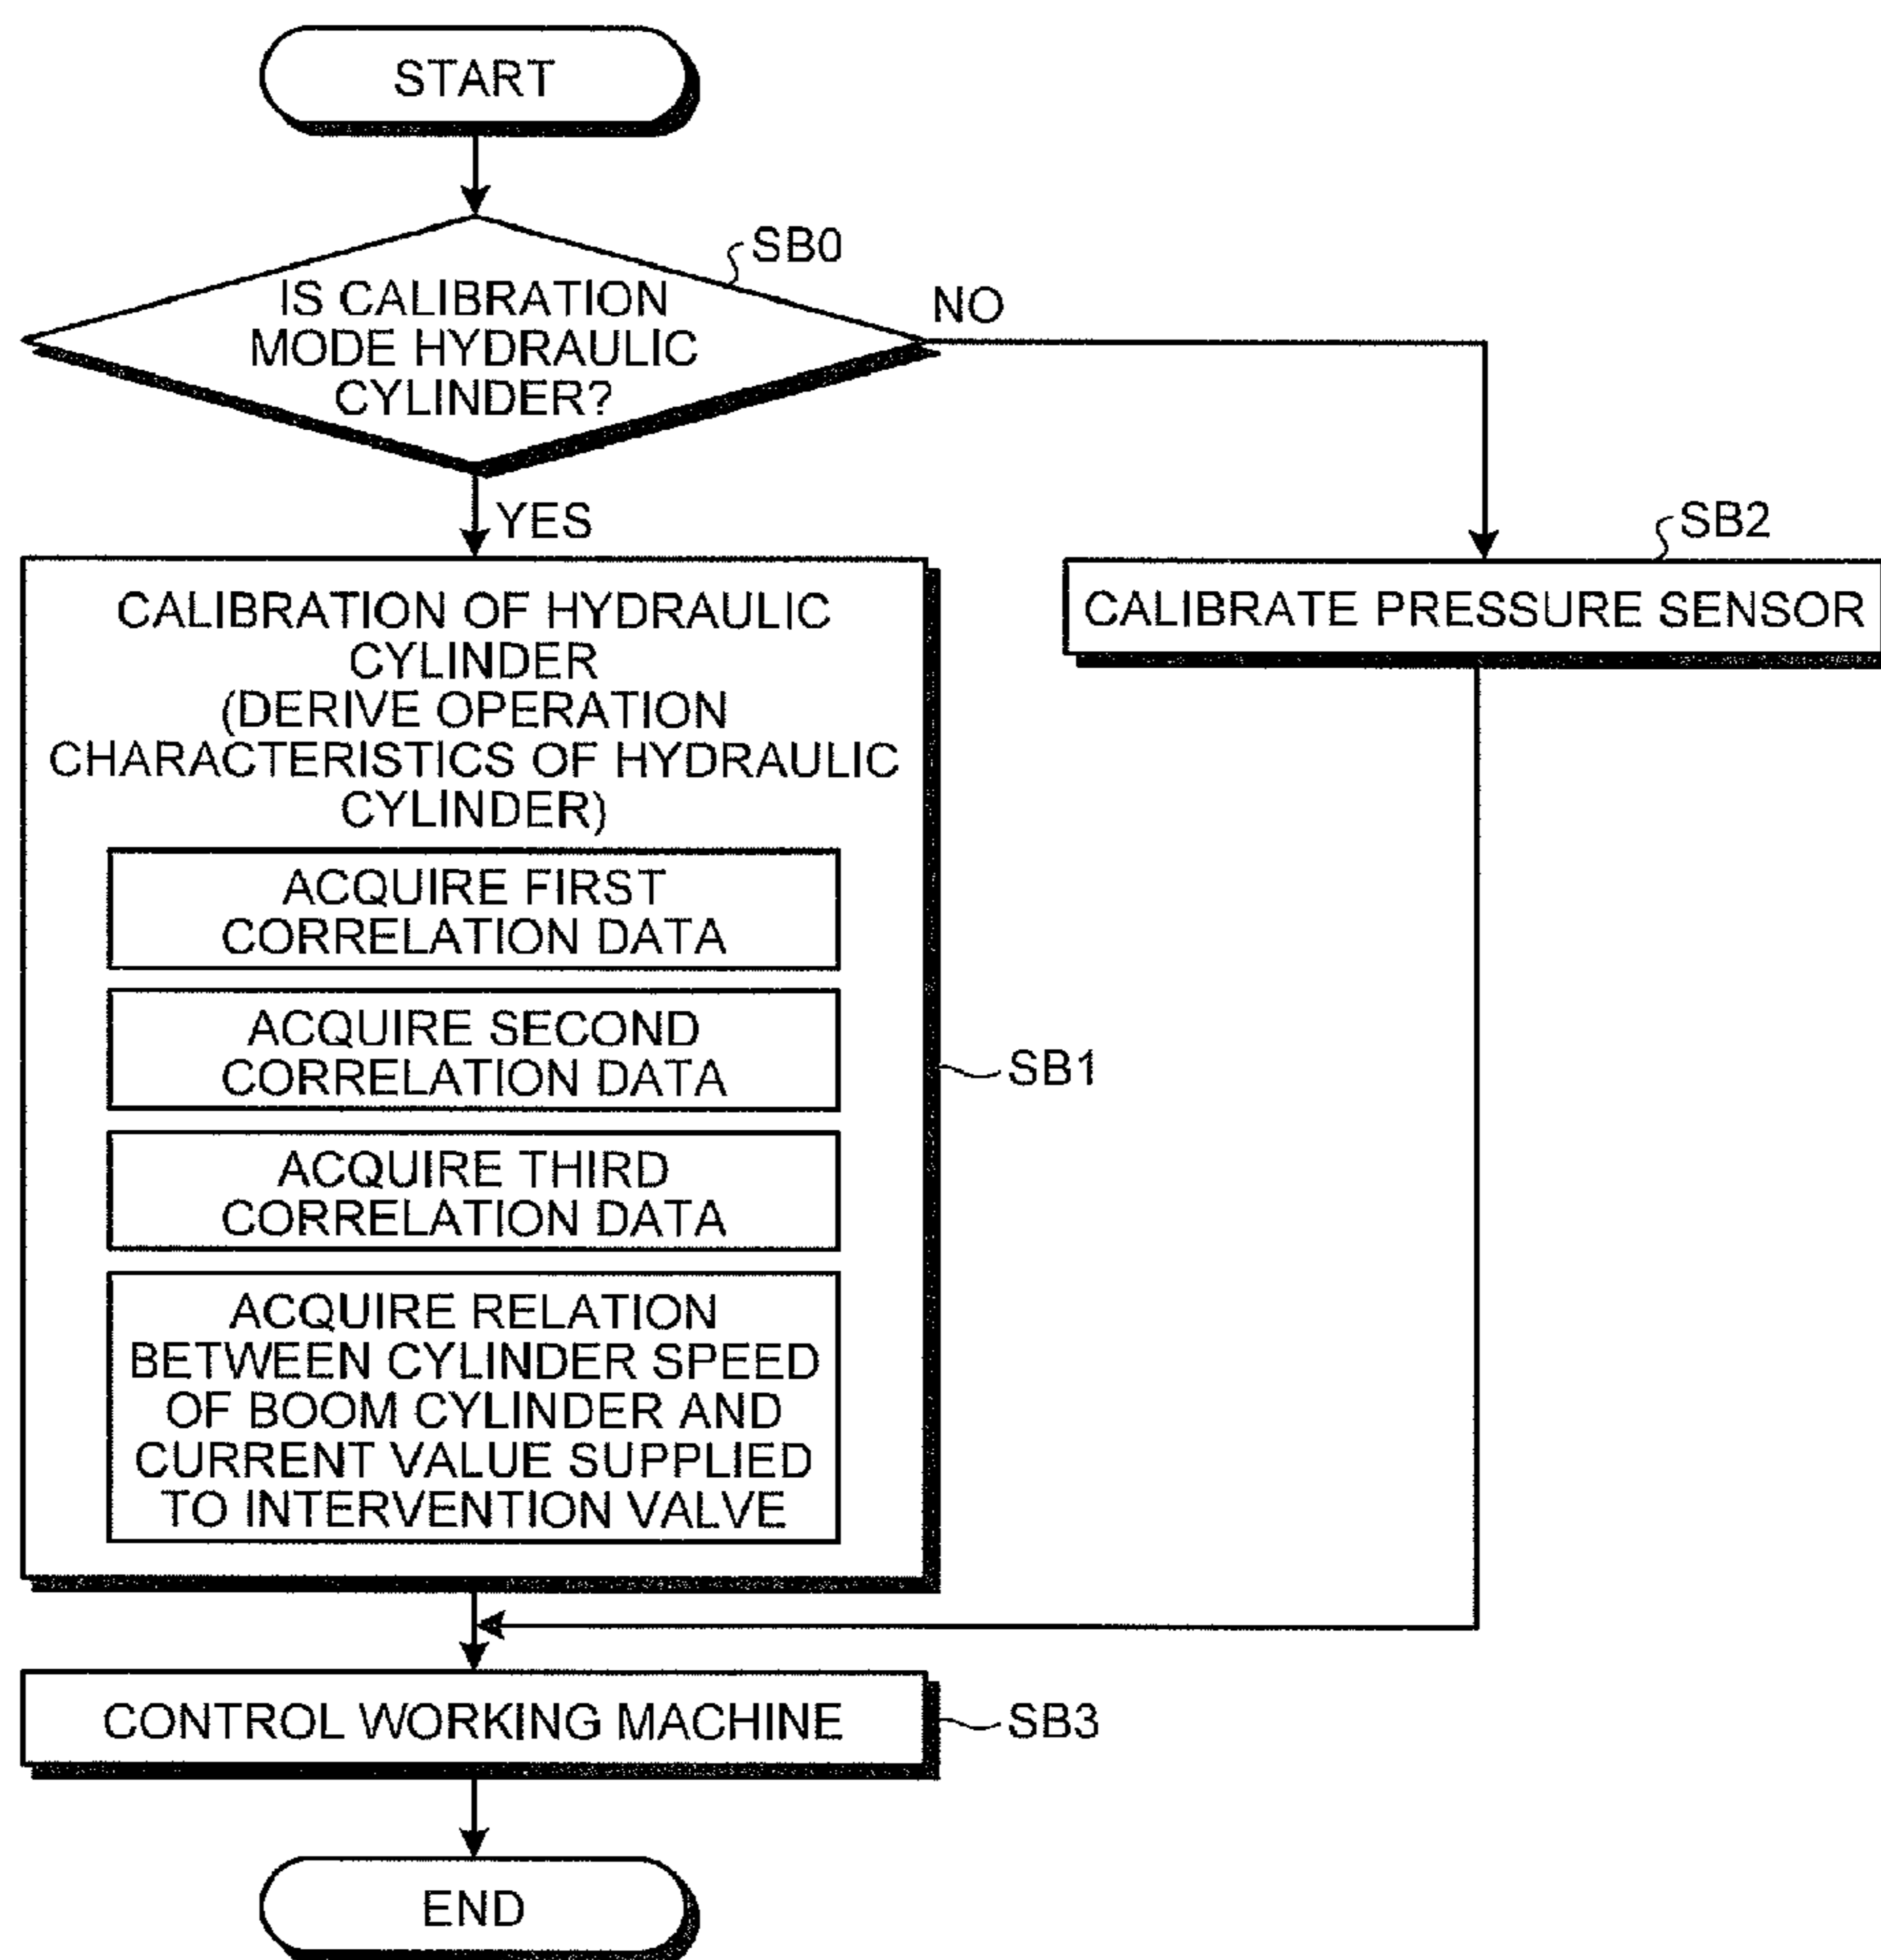 START
SB0
IS CALIBRATION
MODE HYDRAULIC
CYLINDER?
NO
YES
SB2
CALIBRATE PRESSURE SENSOR
CALIBRATION OF HYDRAULIC
CYLINDER
(DERIVE OPERATION
CHARACTERISTICS OF HYDRAULIC
CYLINDER)
ACQUIRE FIRST
CORRELATION DATA
ACQUIRE SECOND
CORRELATION DATA
SB1
ACQUIRE THIRD
CORRELATION DATA
ACQUIRE RELATION
BETWEEN CYLINDER SPEED
OF BOOM CYLINDER AND
CURRENT VALUE SUPPLIED
TO INTERVENTION VALVE
CONTROL WORKING MACHINE
SB3
END